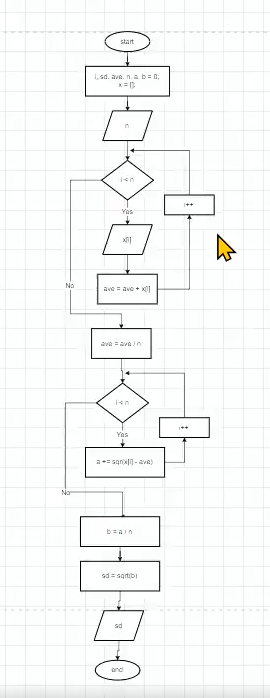 start
i, sd, ave, n, a, b = 0;
x = [];
n
i < n
i++
Yes
x[i]
No
ave = ave + x[i]
ave = ave / n
i < n
i++
Yes
a += sqr(x[i] - ave)
No
b = a / n
sd = sqrt(b)
sd
end